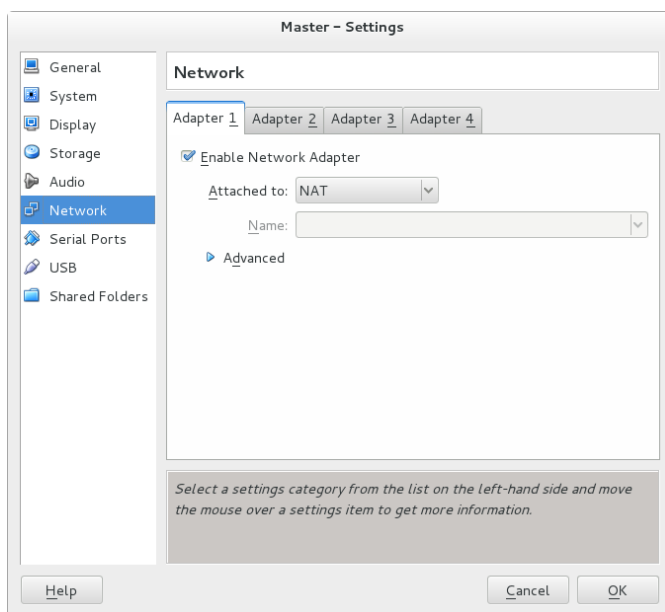 Master – Settings
General
System
Display
Storage
Audio
Network
Serial Ports
USB
Shared Folders
Network
Adapter 1 Adapter 2 Adapter 3 Adapter 4
Enable Network Adapter
Attached to: NAT
Name:
Advanced
Select a settings category from the list on the left-hand side and move
the mouse over a settings item to get more information.
Help Cancel OK